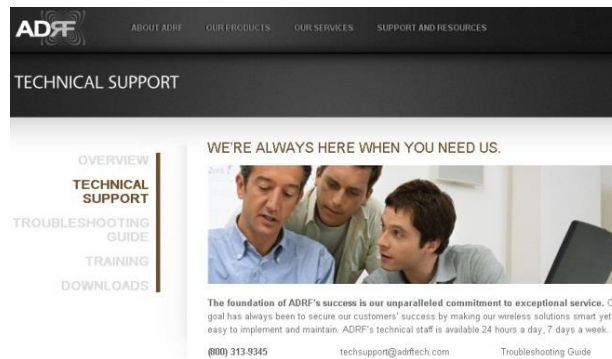 ADRF
ABOUT ADRF OUR PRODUCTS OUR SERVICES SUPPORT AND RESOURCES
TECHNICAL SUPPORT
WE'RE ALWAYS HERE WHEN YOU NEED US.
OVERVIEW
TECHNICAL
SUPPORT
TROUBLESHOOTING
GUIDE
TRAINING
DOWNLOADS
The foundation of ADRF's success is our unparalleled commitment to exceptional service.
goal has always been to secure our customers' success by making our wireless solutions smart yet
easy to implement and maintain. ADRF's technical staff is available 24 hours a day, 7 days a week.
(800) 313-9345 techsupport@adrftech.com Troubleshooting Guide